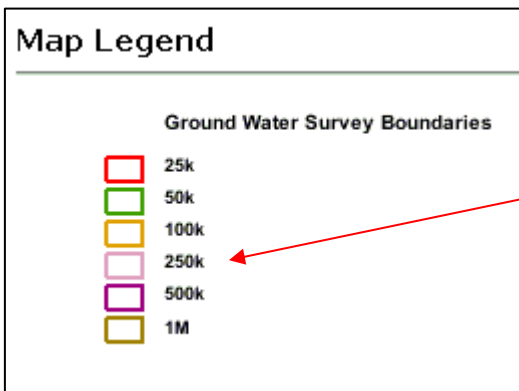 Map Legend
Ground Water Survey Boundaries
25k
50k
100k
250k
500k
1M